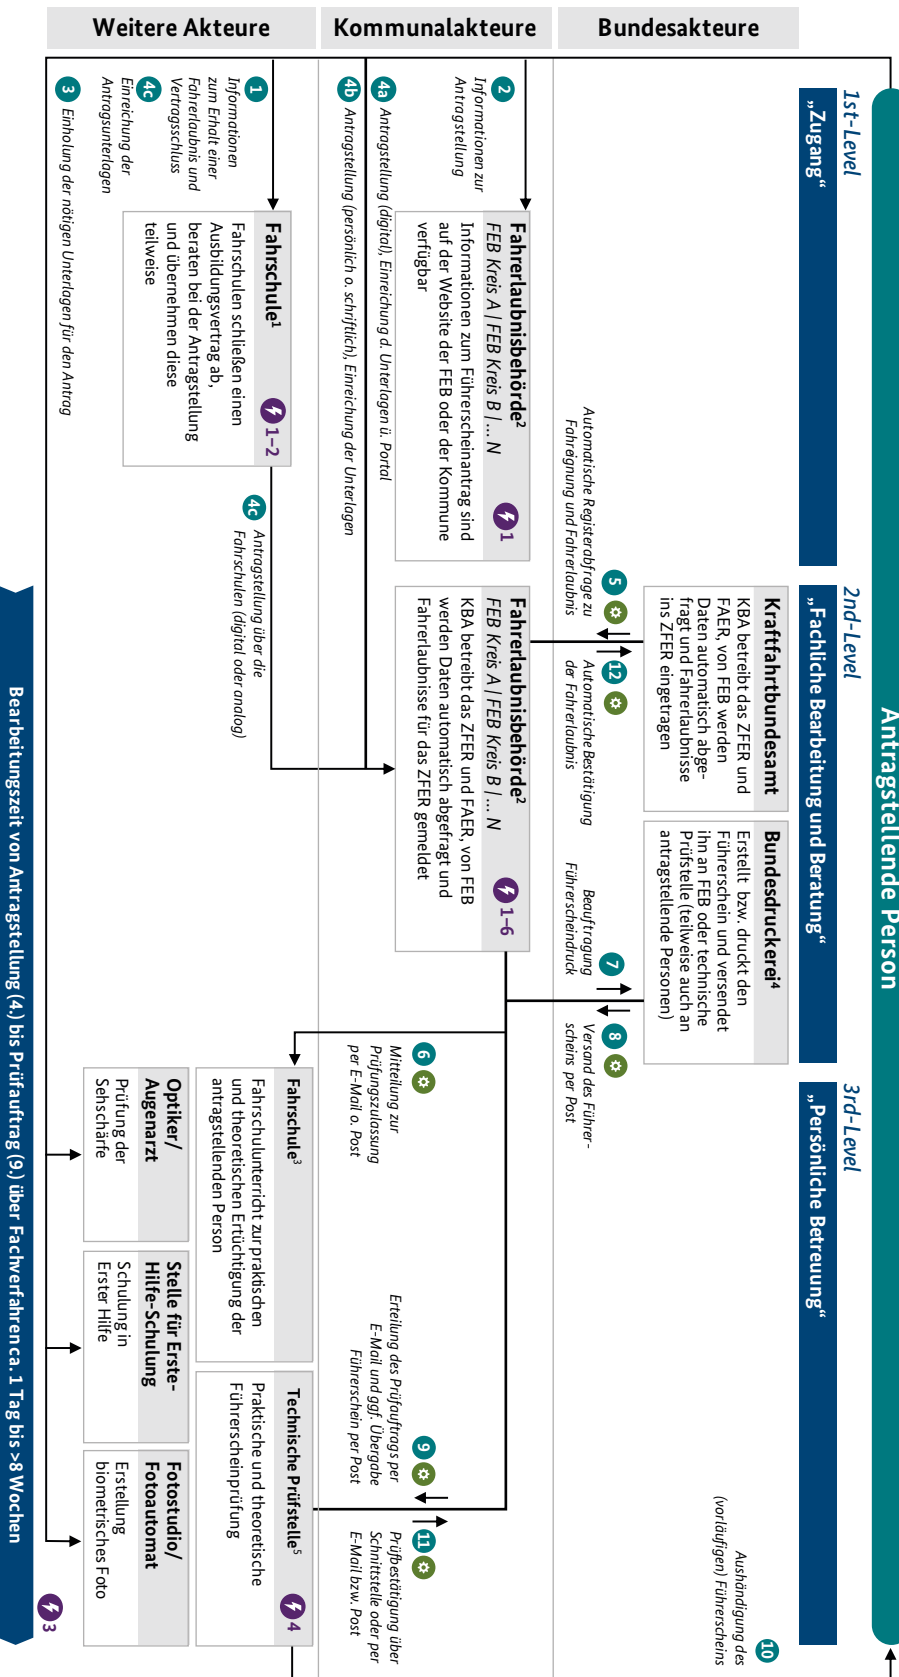 Antragstellende Person
1st-Level
2nd-Level
3rd-Level
„Zugang“
„Fachliche Bearbeitung und Beratung“
„Persönliche Betreuung“
Bundesakteure
Kraftfahrtbundesamt
KBA betreibt das ZFER und
FAER, von FEB werden
Daten automatisch abge-
fragt und Fahrerlaubnisse
ins ZFER eingetragen
Bundesdruckerei⁴
Erstellt bzw. druckt den
Führerschein und versendet
ihn an FEB oder technische
Prüfstelle (teilweise auch an
antragstellende Personen)
10
Aushändigung des
(vorläufigen) Führerscheins
5
Automatische Registerabfrage zu
Fahreignung und Fahrerlaubnis
12
Automatische Bestätigung
der Fahrerlaubnis
7
Beauftragung
Führerscheindruck
8
Versand des Führer-
scheins per Post
Kommunalakteure
2
Informationen zur
Antragstellung
Fahrerlaubnisbehörde²
FEB Kreis A | FEB Kreis B | ... N
1
Informationen zum Führerscheinantrag sind
auf der Website der FEB oder der Kommune
verfügbar
Fahrerlaubnisbehörde²
FEB Kreis A | FEB Kreis B | ... N
1–6
KBA betreibt das ZFER und FAER, von FEB
werden Daten automatisch abgefragt und
Fahrerlaubnisse für das ZFER gemeldet
4a Antragstellung (digital), Einreichung d. Unterlagen ü. Portal
4b Antragstellung (persönlich o. schriftlich), Einreichung der Unterlagen
6
Mitteilung zur
Prüfungszulassung
per E-Mail o. Post
9
Erteilung des Prüfauftrags per
E-Mail und ggf. Übergabe
Führerschein per Post
11
Prüfbestätigung über
Schnittstelle oder per
E-Mail bzw. Post
Weitere Akteure
1
Informationen
zum Erhalt einer
Fahrerlaubnis und
Vertragsschluss
4c
Einreichung der
Antragsunterlagen
3 Einholung der nötigen Unterlagen für den Antrag
Fahrschule¹
1–2
Fahrschulen schließen einen
Ausbildungsvertrag ab,
beraten bei der Antragstellung
und übernehmen diese
teilweise
4c Antragstellung über die
Fahrschulen (digital oder analog)
Fahrschule³
Fahrschulunterricht zur praktischen
und theoretischen Ertüchtigung der
antragstellenden Person
Technische Prüfstelle⁵
4
Praktische und theoretische
Führerscheinprüfung
Optiker/
Augenarzt
Prüfung der
Sehschärfe
Stelle für Erste-
Hilfe-Schulung
Schulung in
Erster Hilfe
Fotostudio/
Fotoautomat
Erstellung
biometrisches Foto
3
Bearbeitungszeit von Antragstellung (4.) bis Prüfauftrag (9.) über Fachverfahren ca. 1 Tag bis >8 Wochen